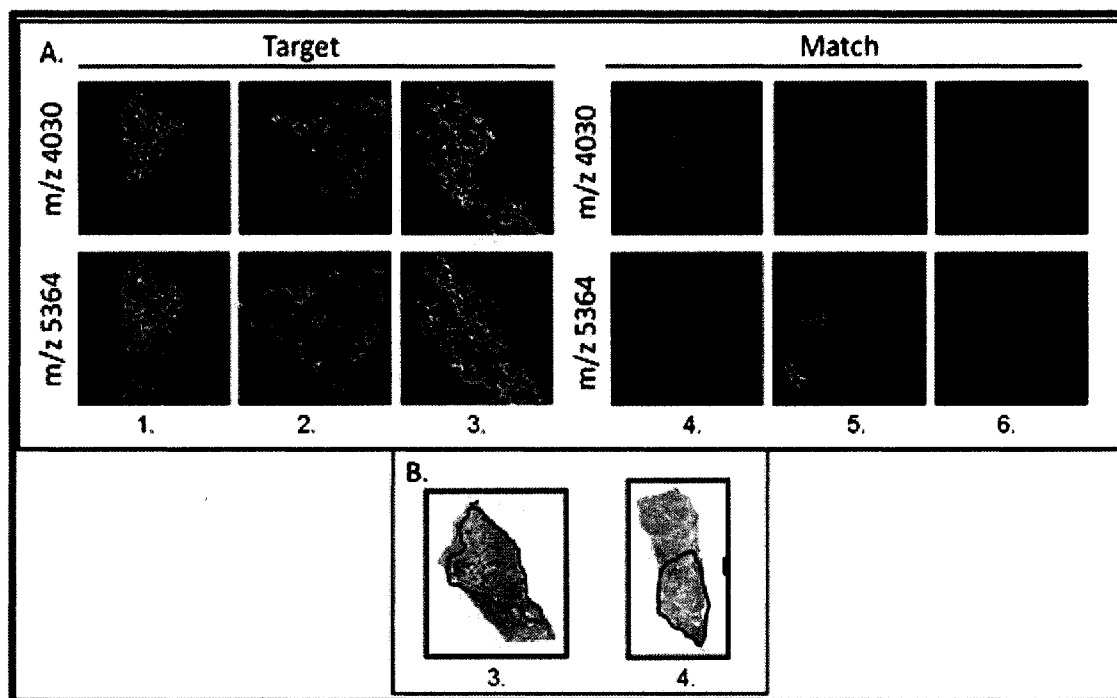 A. Target Match
m/z 4030 m/z 4030
m/z 5364 m/z 5364
1. 2. 3. 4. 5. 6.
B.
3. 4.